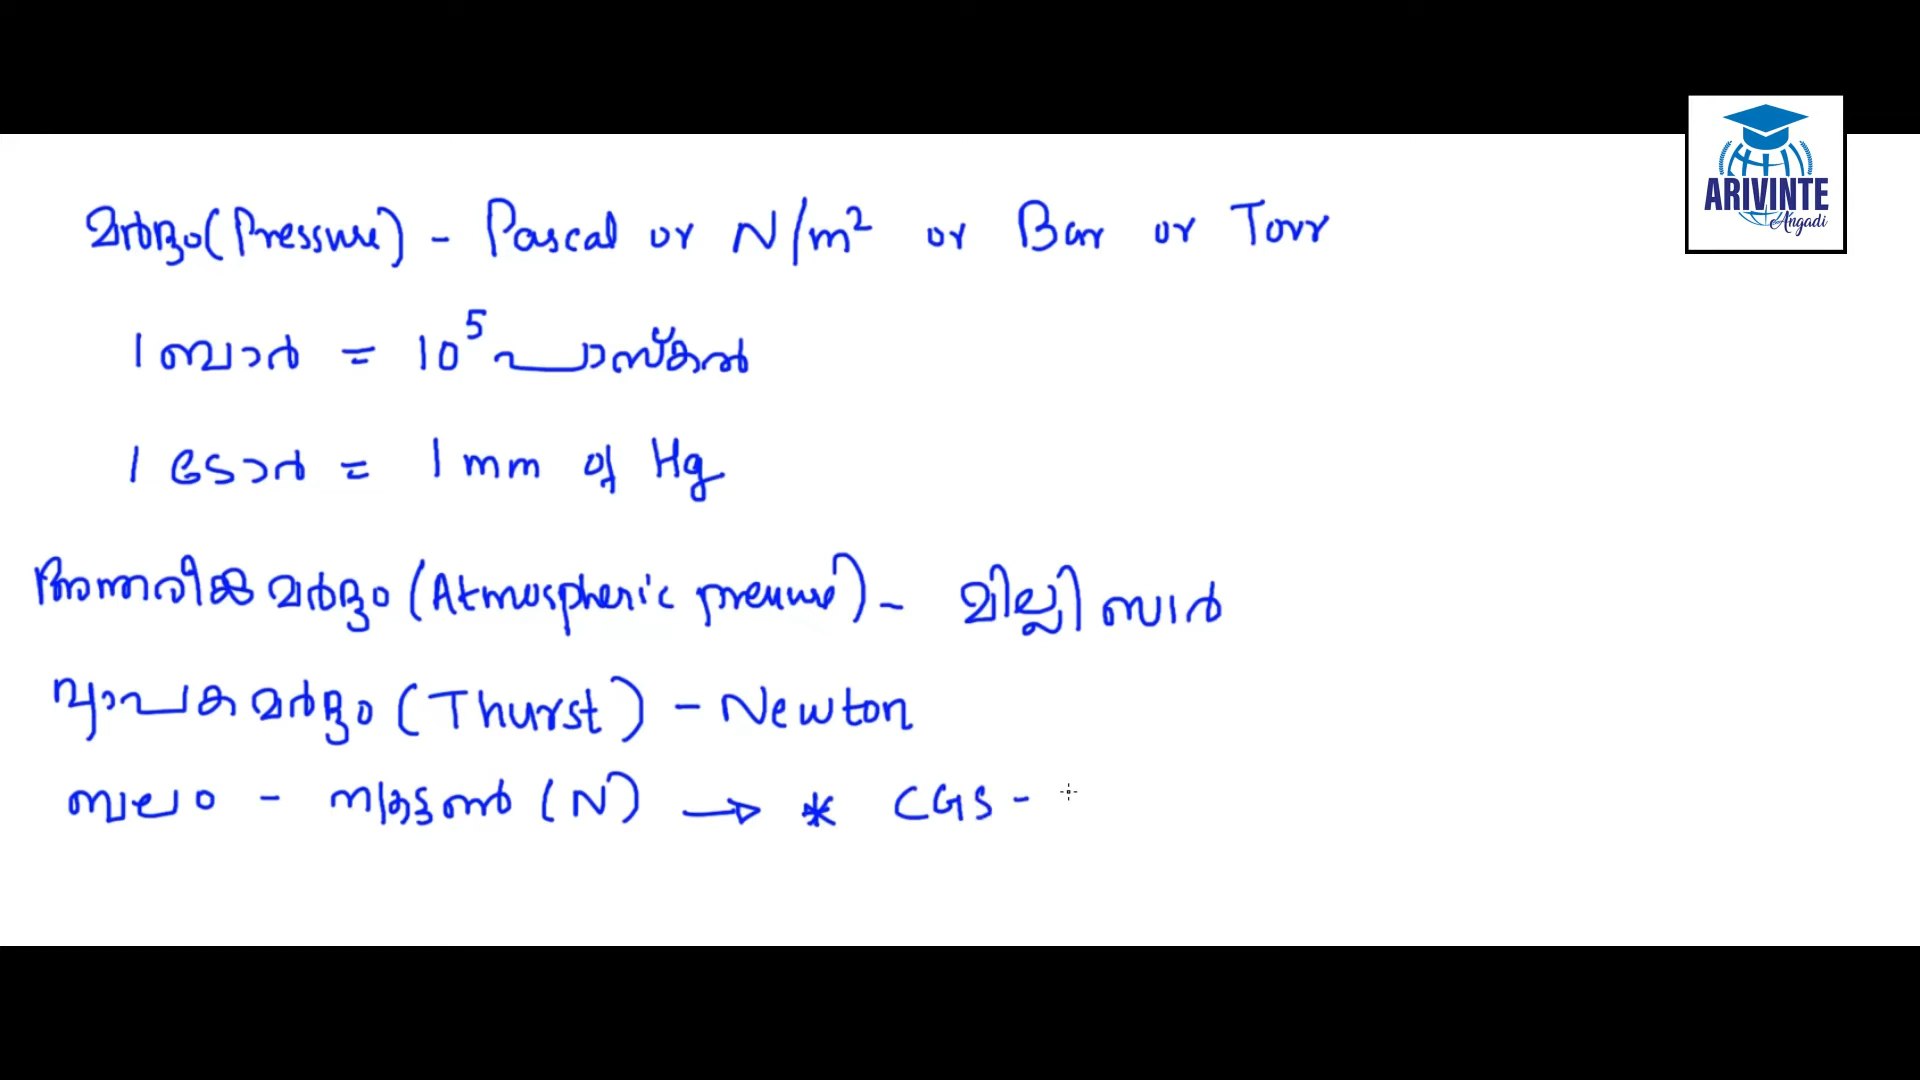 ARIVINTE
eAngadi
മർദ്ദം (Pressure) - Pascal or N/m² or Bar or Torr
1 ബാർ = 10⁵ പാസ്കൽ
1 ടോർ = 1 mm of Hg
അന്തരീക്ഷ മർദ്ദം (Atmospheric pressure) - മില്ലി ബാർ
വ്യാപക മർദ്ദം (Thurst) - Newton
ബലം - ന്യൂട്ടൺ (N) → * CGS -